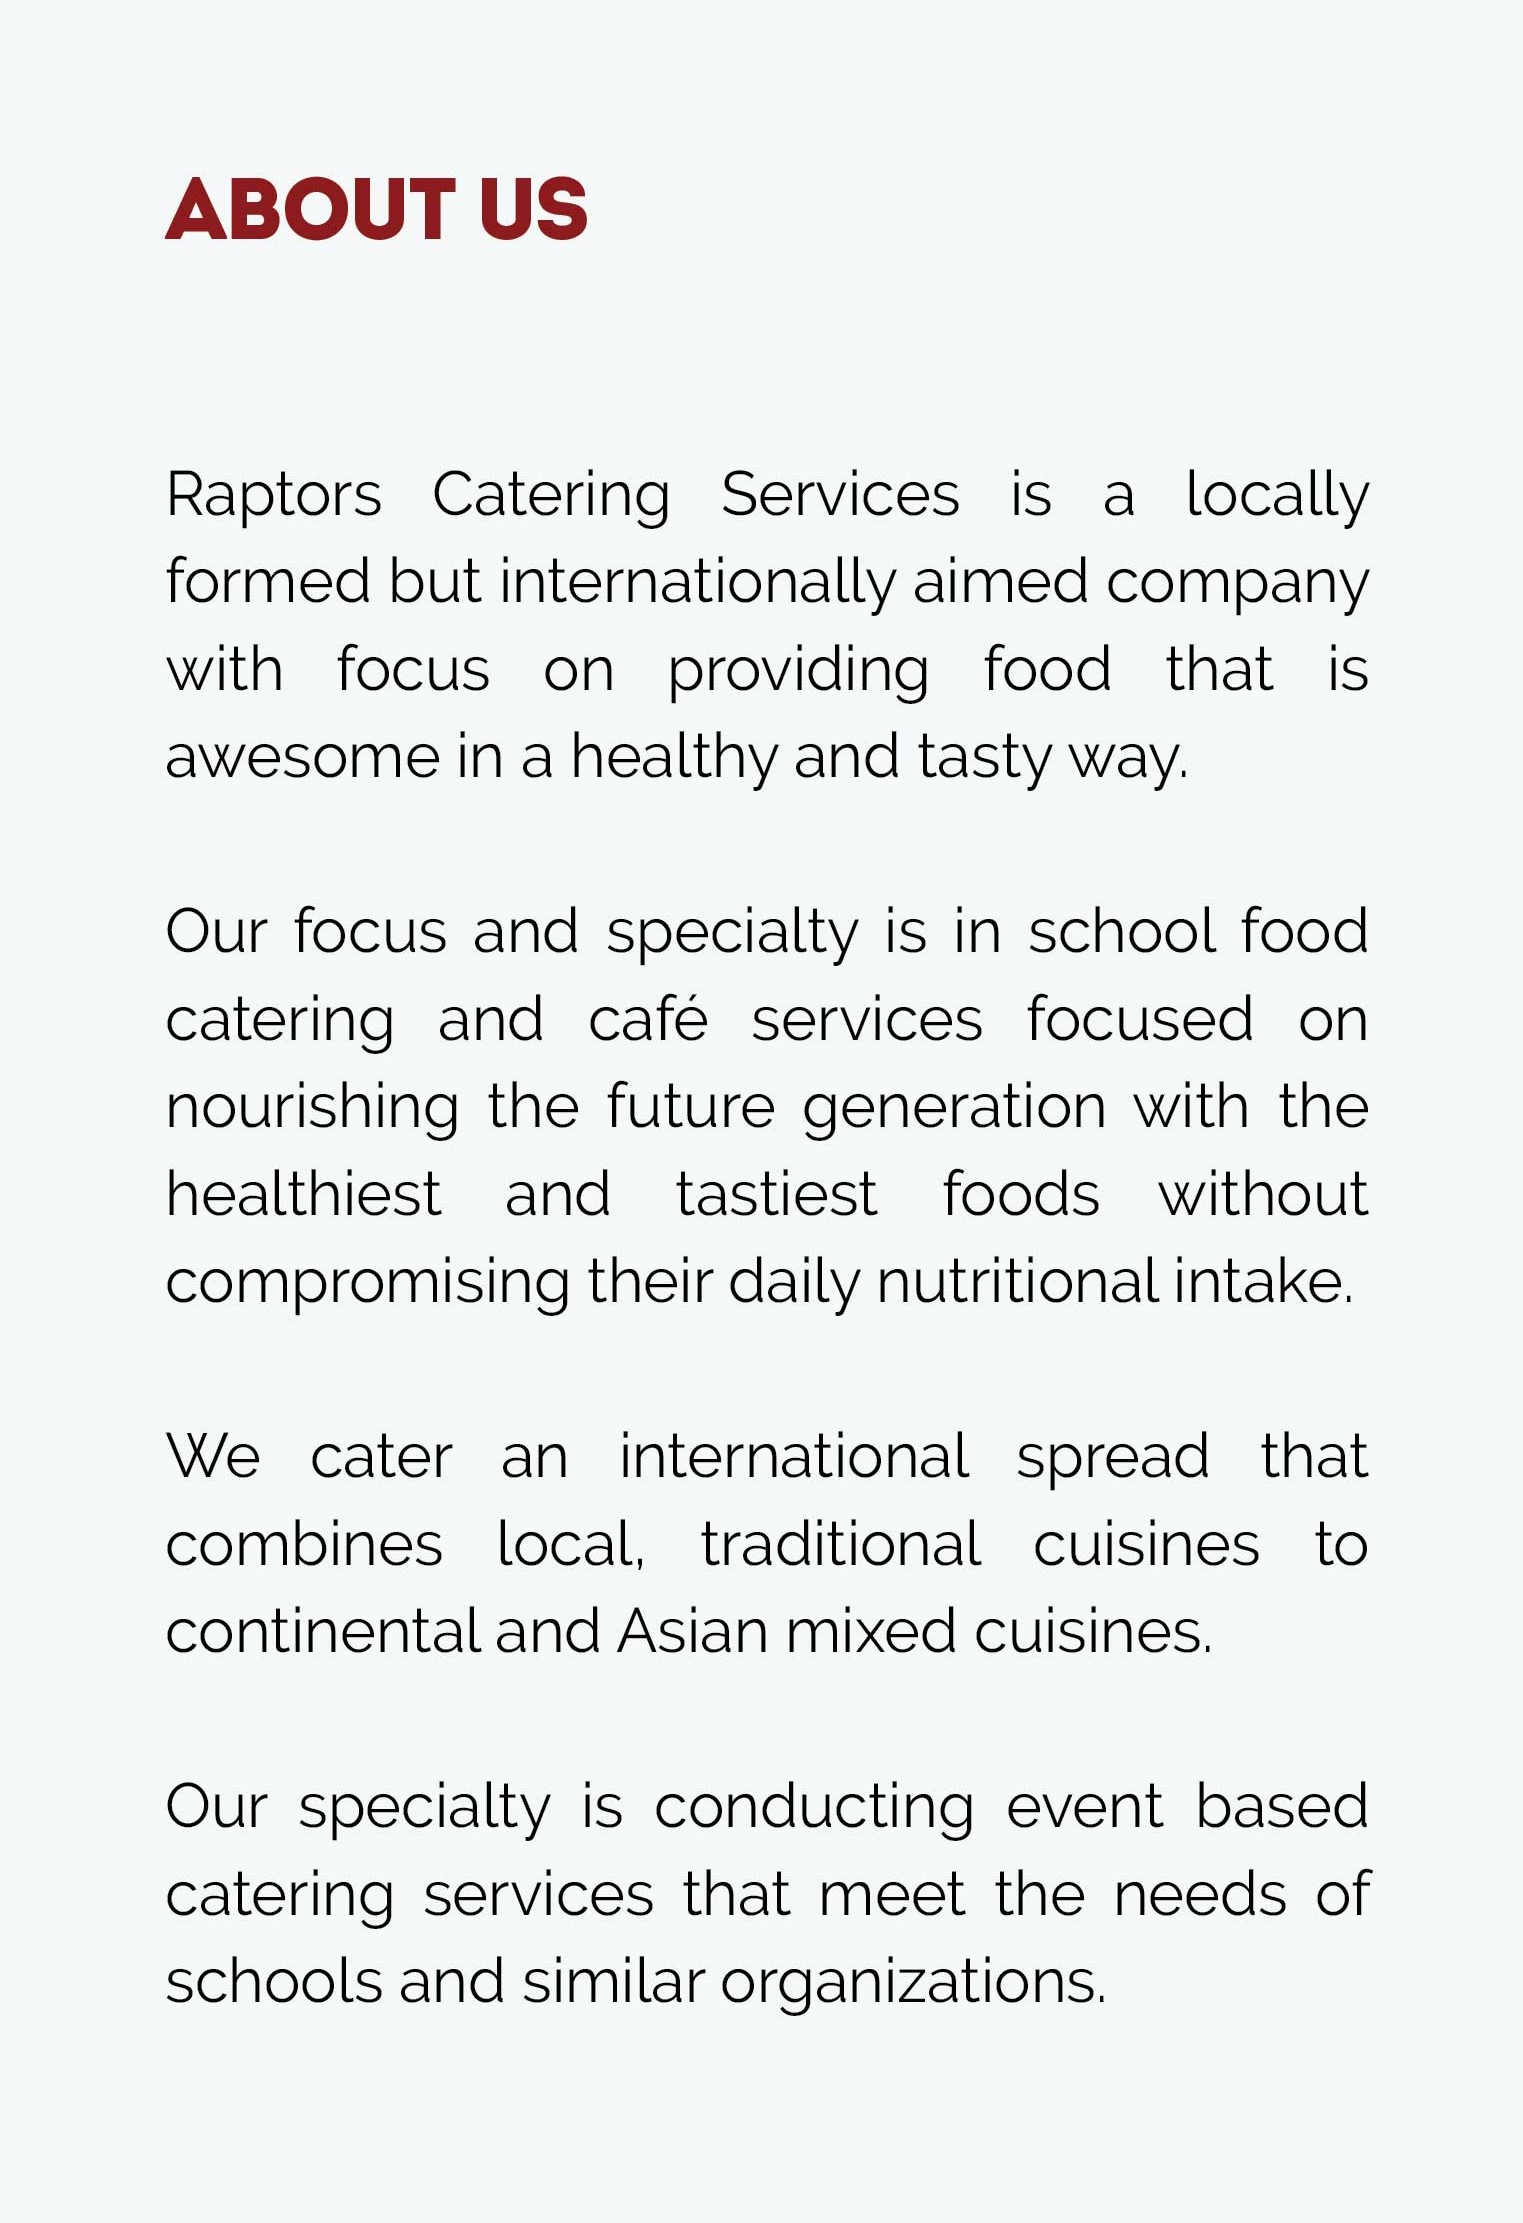 ABOUT US
Raptors Catering Services is a locally
formed but internationally aimed company
with focus on providing food that is
awesome in a healthy and tasty way.
Our focus and specialty is in school food
catering and café services focused on
nourishing the future generation with the
healthiest and tastiest foods without
compromising their daily nutritional intake.
We cater an international spread that
combines local, traditional cuisines to
continental and Asian mixed cuisines.
Our specialty is conducting event based
catering services that meet the needs of
schools and similar organizations.